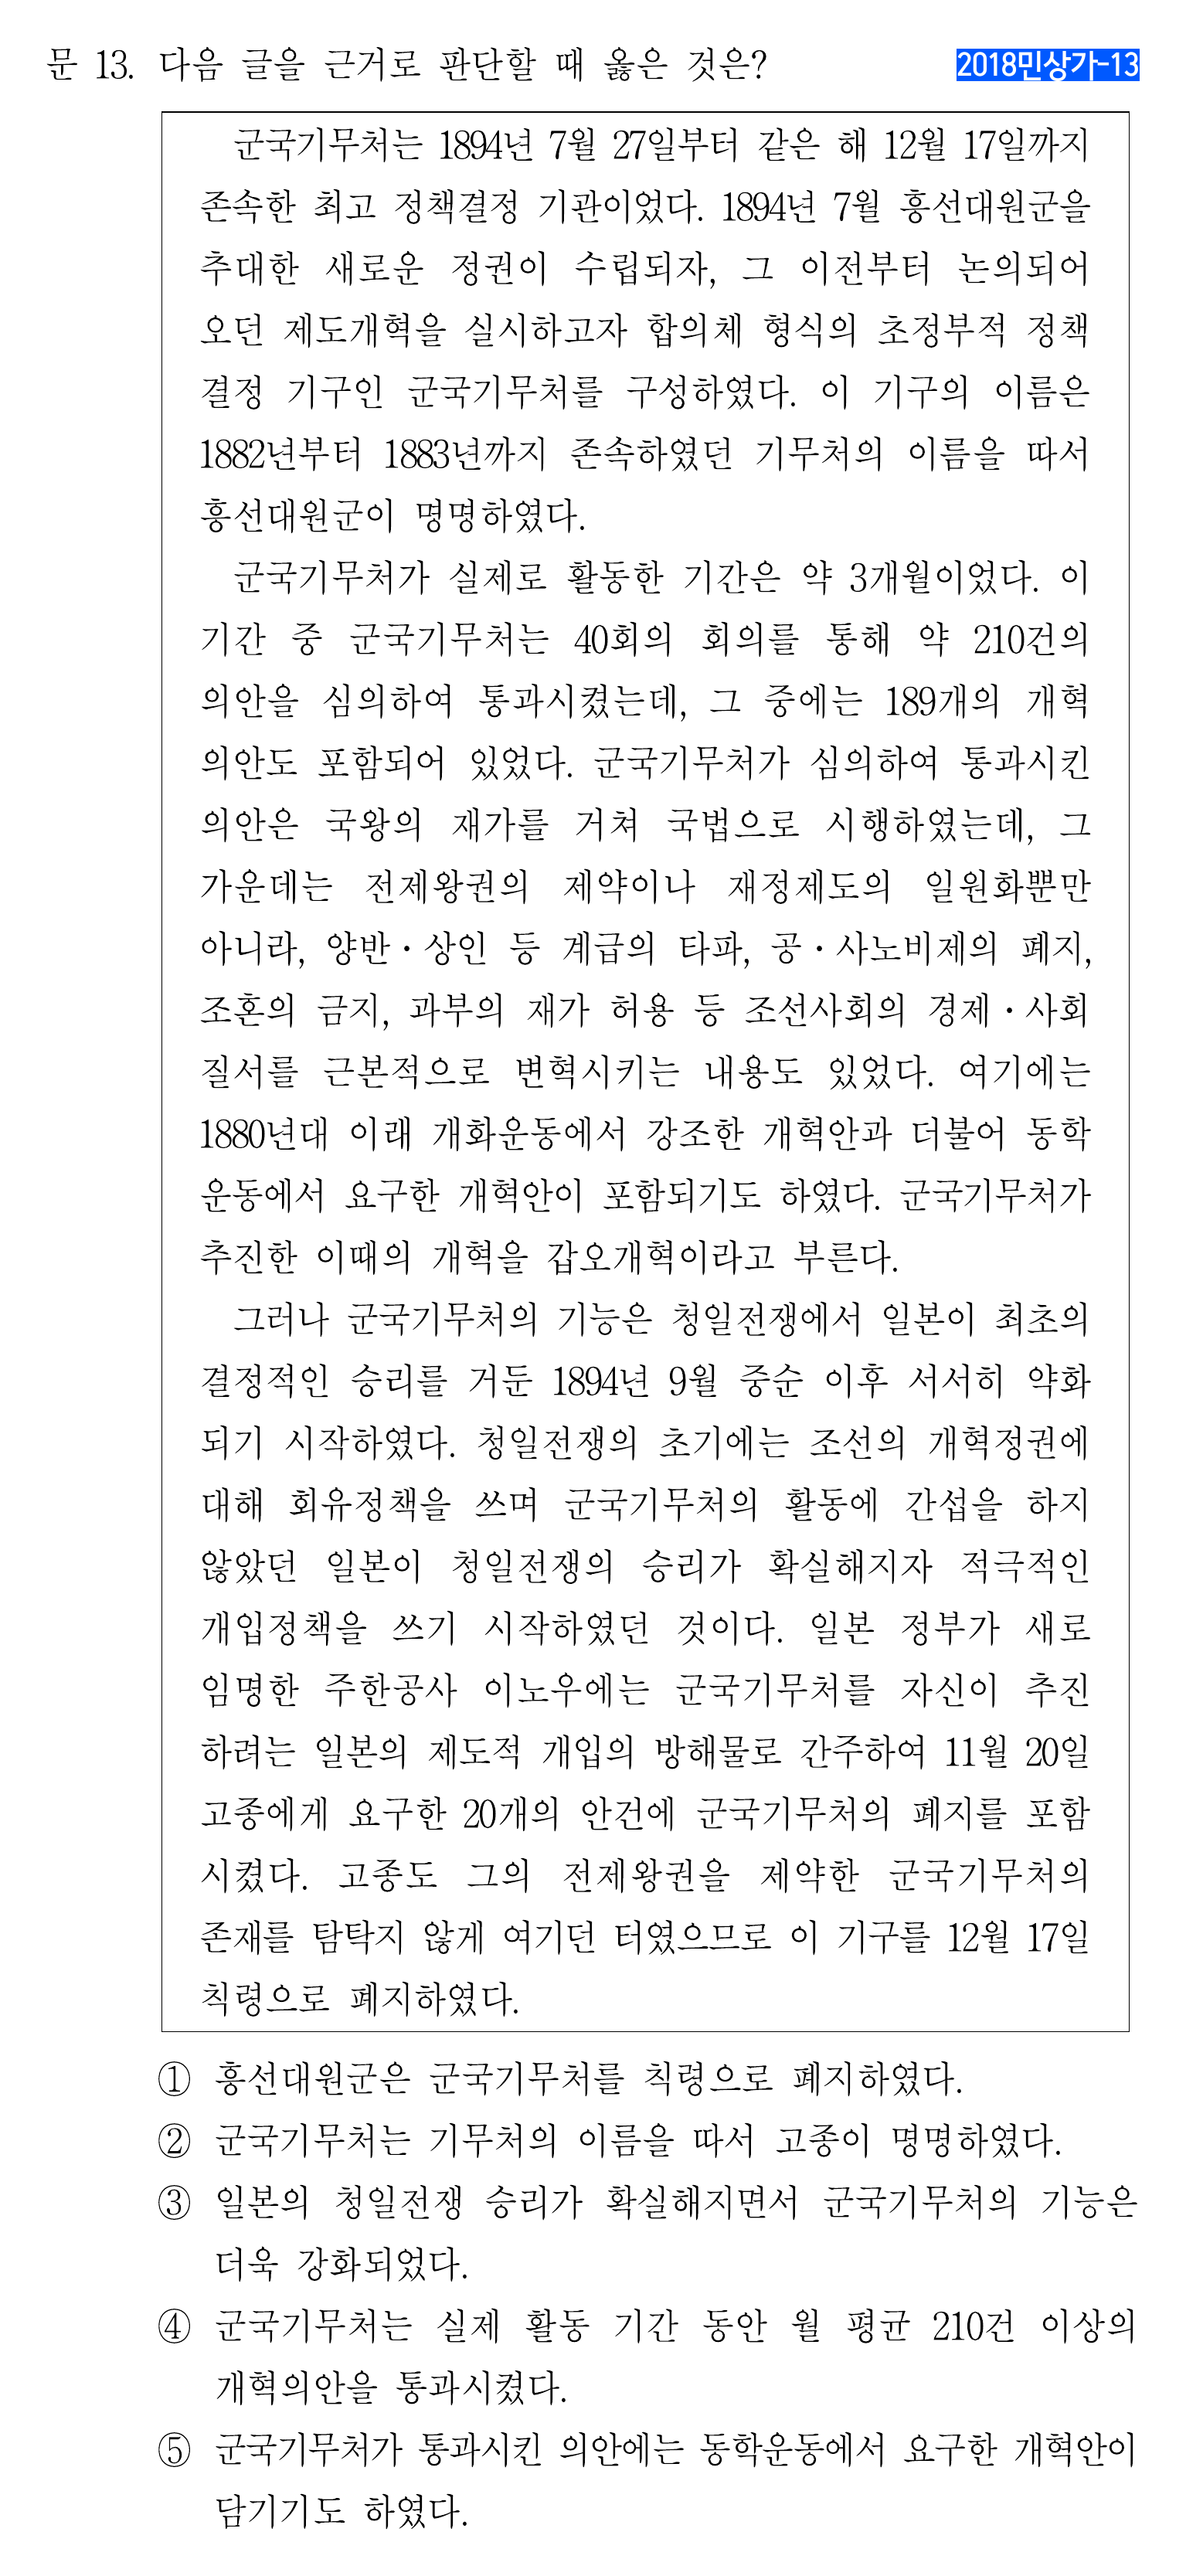 문 13. 다음 글을 근거로 판단할 때 옳은 것은?
2018민상가-13
군국기무처는 1894년 7월 27일부터 같은 해 12월 17일까지
존속한 최고 정책결정 기관이었다. 1894년 7월 흥선대원군을
추대한 새로운 정권이 수립되자, 그 이전부터 논의되어
오던 제도개혁을 실시하고자 합의체 형식의 초정부적 정책
결정 기구인 군국기무처를 구성하였다. 이 기구의 이름은
1882년부터 1883년까지 존속하였던 기무처의 이름을 따서
흥선대원군이 명명하였다.
군국기무처가 실제로 활동한 기간은 약 3개월이었다. 이
기간 중 군국기무처는 40회의 회의를 통해 약 210건의
의안을 심의하여 통과시켰는데, 그 중에는 189개의 개혁
의안도 포함되어 있었다. 군국기무처가 심의하여 통과시킨
의안은 국왕의 재가를 거쳐 국법으로 시행하였는데, 그
가운데는 전제왕권의 제약이나 재정제도의 일원화뿐만
아니라, 양반·상인 등 계급의 타파, 공·사노비제의 폐지,
조혼의 금지, 과부의 재가 허용 등 조선사회의 경제·사회
질서를 근본적으로 변혁시키는 내용도 있었다. 여기에는
1880년대 이래 개화운동에서 강조한 개혁안과 더불어 동학
운동에서 요구한 개혁안이 포함되기도 하였다. 군국기무처가
추진한 이때의 개혁을 갑오개혁이라고 부른다.
그러나 군국기무처의 기능은 청일전쟁에서 일본이 최초의
결정적인 승리를 거둔 1894년 9월 중순 이후 서서히 약화
되기 시작하였다. 청일전쟁의 초기에는 조선의 개혁정권에
대해 회유정책을 쓰며 군국기무처의 활동에 간섭을 하지
않았던 일본이 청일전쟁의 승리가 확실해지자 적극적인
개입정책을 쓰기 시작하였던 것이다. 일본 정부가 새로
임명한 주한공사 이노우에는 군국기무처를 자신이 추진
하려는 일본의 제도적 개입의 방해물로 간주하여 11월 20일
고종에게 요구한 20개의 안건에 군국기무처의 폐지를 포함
시켰다. 고종도 그의 전제왕권을 제약한 군국기무처의
존재를 탐탁지 않게 여기던 터였으므로 이 기구를 12월 17일
칙령으로 폐지하였다.
① 흥선대원군은 군국기무처를 칙령으로 폐지하였다.
② 군국기무처는 기무처의 이름을 따서 고종이 명명하였다.
③ 일본의 청일전쟁 승리가 확실해지면서 군국기무처의 기능은
더욱 강화되었다.
④ 군국기무처는 실제 활동 기간 동안 월 평균 210건 이상의
개혁의안을 통과시켰다.
⑤ 군국기무처가 통과시킨 의안에는 동학운동에서 요구한 개혁안이
담기기도 하였다.